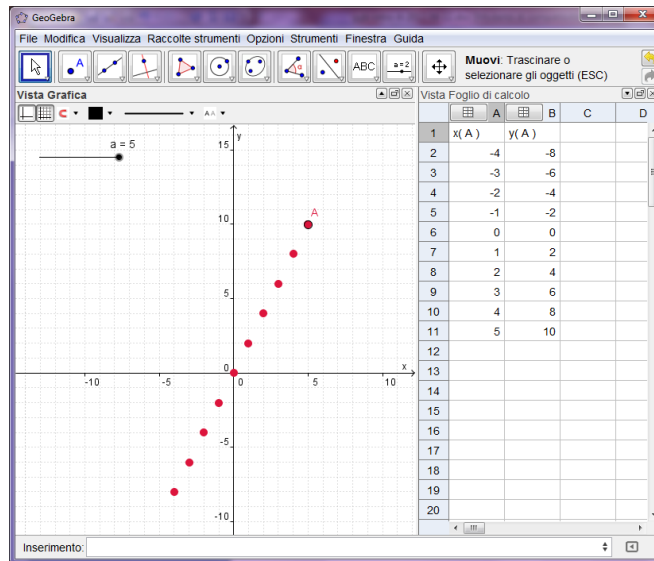 GeoGebra
File Modifica Visualizza Raccolte strumenti Opzioni Strumenti Finestra Guida
A ABC a=2 Muovi: Trascinare o
selezionare gli oggetti (ESC)
Vista Grafica Vista Foglio di calcolo
A A
A B C D
a = 5
15 y
10
A
5
0
x
-10 -5 0 5 10
-5
-10
1 x( A ) y( A )
2 -4 -8
3 -3 -6
4 -2 -4
5 -1 -2
6 0 0
7 1 2
8 2 4
9 3 6
10 4 8
11 5 10
12
13
14
15
16
17
18
19
20
Inserimento: